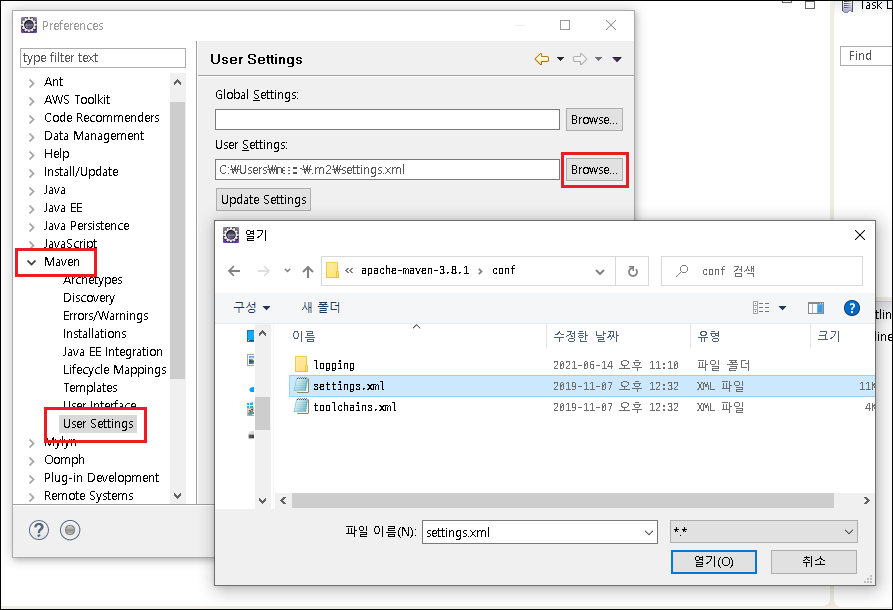 Preferences
Task L
type filter text
User Settings
Find
Ant
AWS Toolkit
Code Recommenders
Data Management
Help
Install/Update
Java
Java EE
Java Persistence
JavaScript
Maven
Archetypes
Discovery
Errors/Warnings
Installations
Java EE Integration
Lifecycle Mappings
Templates
User Interface
User Settings
Mylyn
Oomph
Plug-in Development
Remote Systems
Global Settings:
Browse...
User Settings:
Browse...
Update Settings
열기
« apache-maven-3.8.1 › conf
conf 검색
구성
새 폴더
이름 수정한 날짜 유형 크기
logging 2021-06-14 오후 11:10 파일 폴더
settings.xml 2019-11-07 오후 12:32 XML 파일 11K
toolchains.xml 2019-11-07 오후 12:32 XML 파일 4K
파일 이름(N): settings.xml *.*
열기(O) 취소